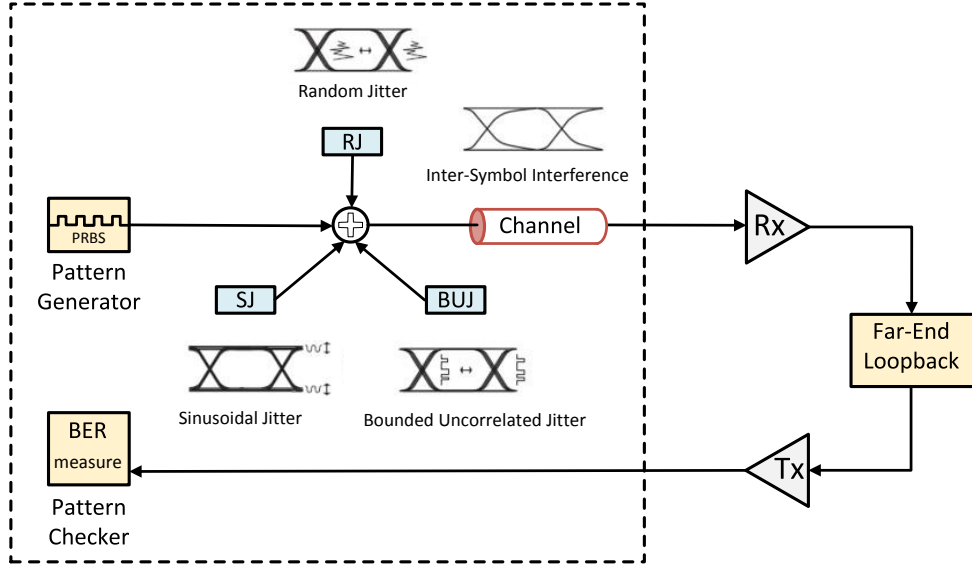 Random Jitter
RJ
Inter-Symbol Interference
PRBS
Channel
Rx
Pattern
Generator
SJ
BUJ
Far-End
Loopback
Sinusoidal Jitter
Bounded Uncorrelated Jitter
BER
measure
Tx
Pattern
Checker